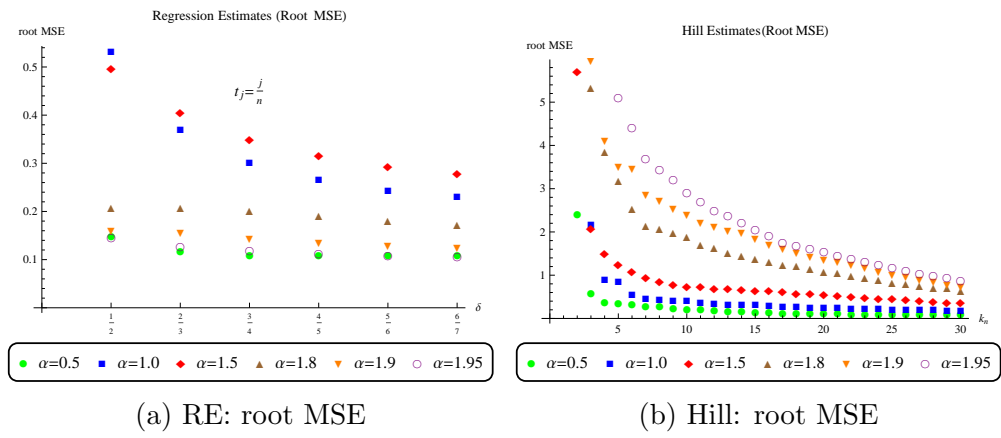 Regression Estimates (Root MSE)
root MSE
0.5
0.4
0.3
0.2
0.1
t_j = j/n
δ
1/2 2/3 3/4 4/5 5/6 6/7
α=0.5 α=1.0 α=1.5 α=1.8 α=1.9 α=1.95
(a) RE: root MSE
Hill Estimates(Root MSE)
root MSE
5
4
3
2
1
k_n
5 10 15 20 25 30
α=0.5 α=1.0 α=1.5 α=1.8 α=1.9 α=1.95
(b) Hill: root MSE